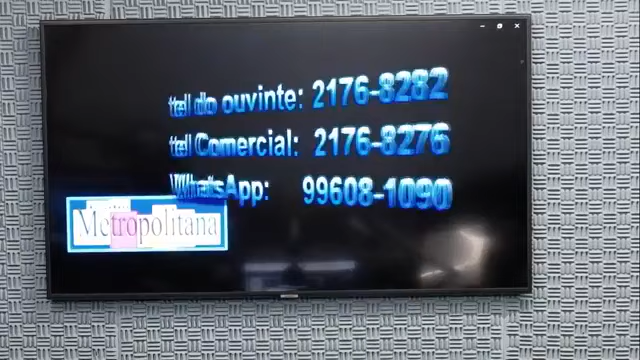 tel do ouvinte: 2176-8282
tel Comercial: 2176-8276
WhatsApp: 99608-1090
Metropolitana